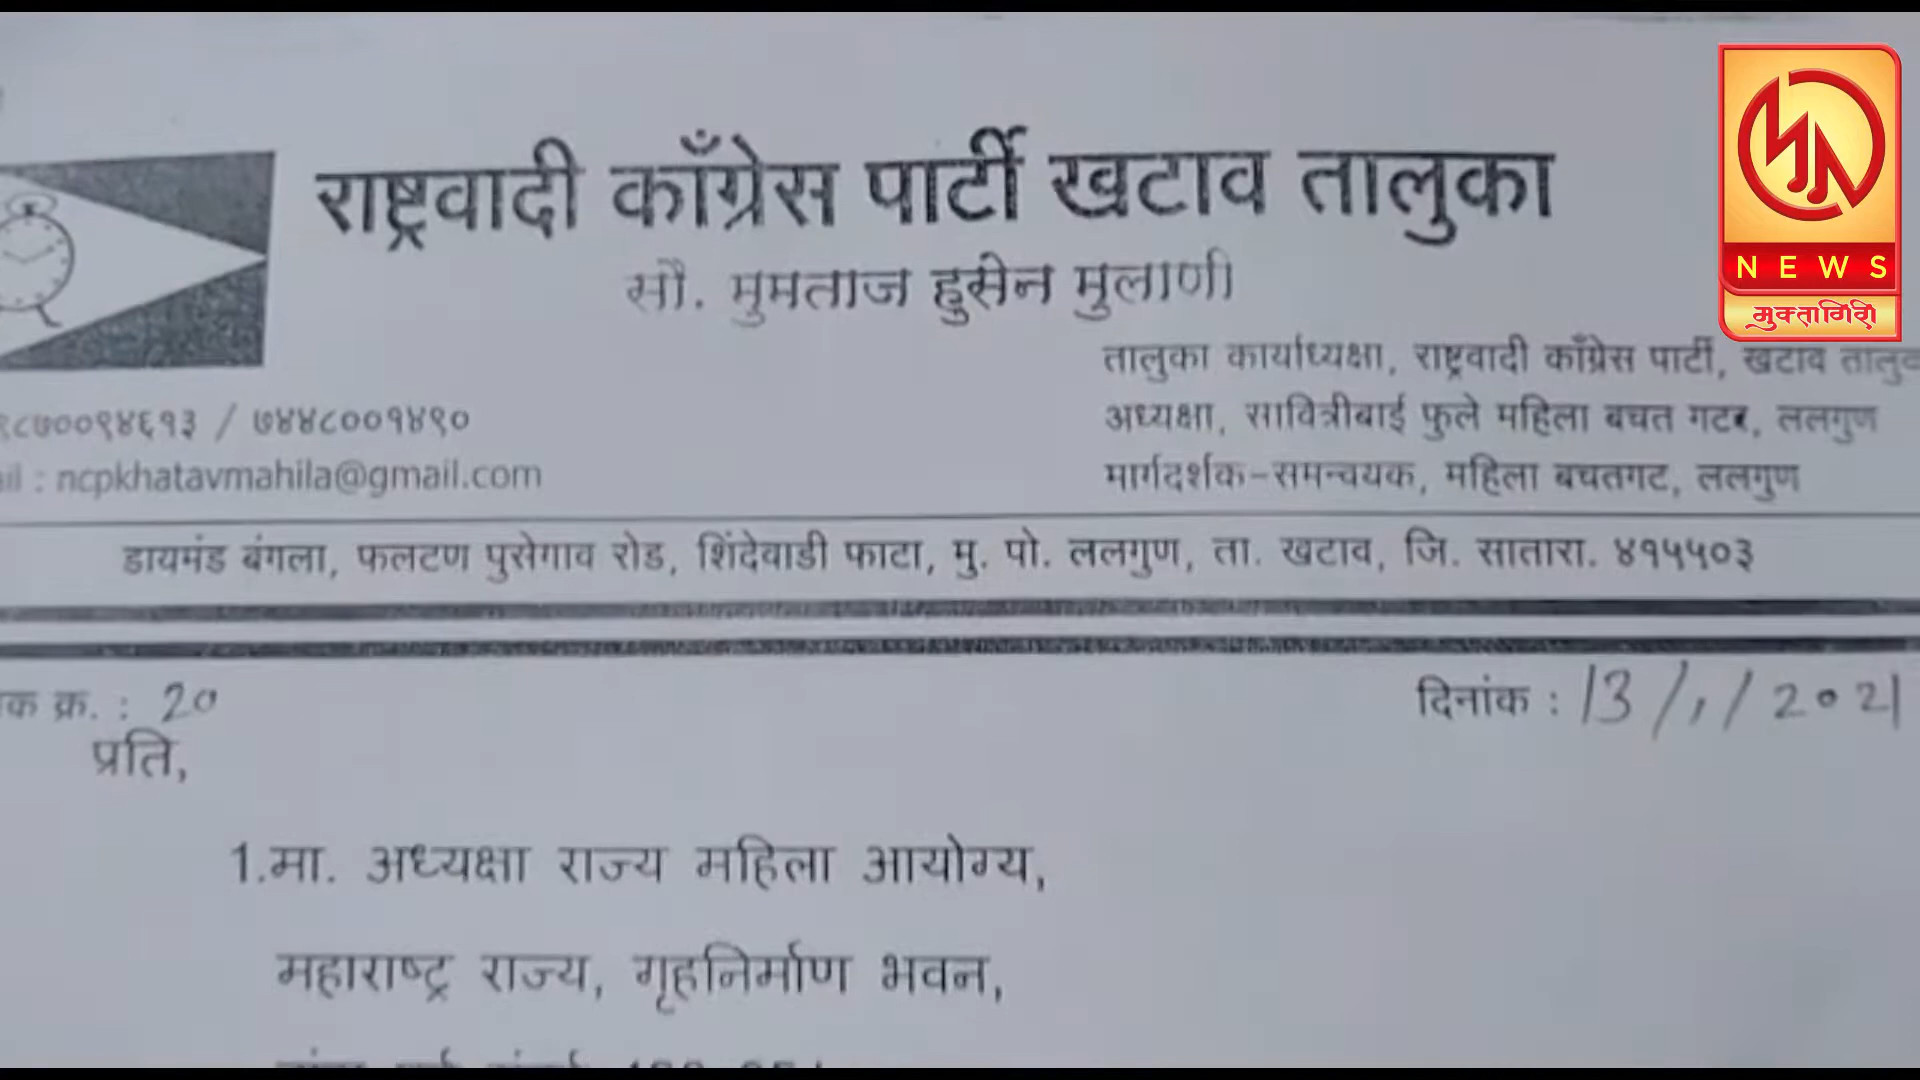 राष्ट्रवादी काँग्रेस पार्टी खटाव तालुका
सौ. मुमताज हुसेन मुलाणी
तालुका कार्याध्यक्षा, राष्ट्रवादी काँग्रेस पार्टी, खटाव
९८७००९४६१३ / ७४४८००१४९०
अध्यक्षा, सावित्रीबाई फुले महिला बचत गट, ललगुण
: ncpkhatavmahila@gmail.com
मार्गदर्शक-समन्वयक, महिला बचतगट, ललगुण
डायमंड बंगला, फलटण पुसेगाव रोड, शिंदेवाडी फाटा, मु. पो. ललगुण, ता. खटाव, जि. सातारा. ४१५५०३
क्र. : 20
दिनांक : 13/1/2021
प्रति,
1.मा. अध्यक्षा राज्य महिला आयोग्य,
महाराष्ट्र राज्य, गृहनिर्माण भवन,
NEWS
मुक्तागिरी